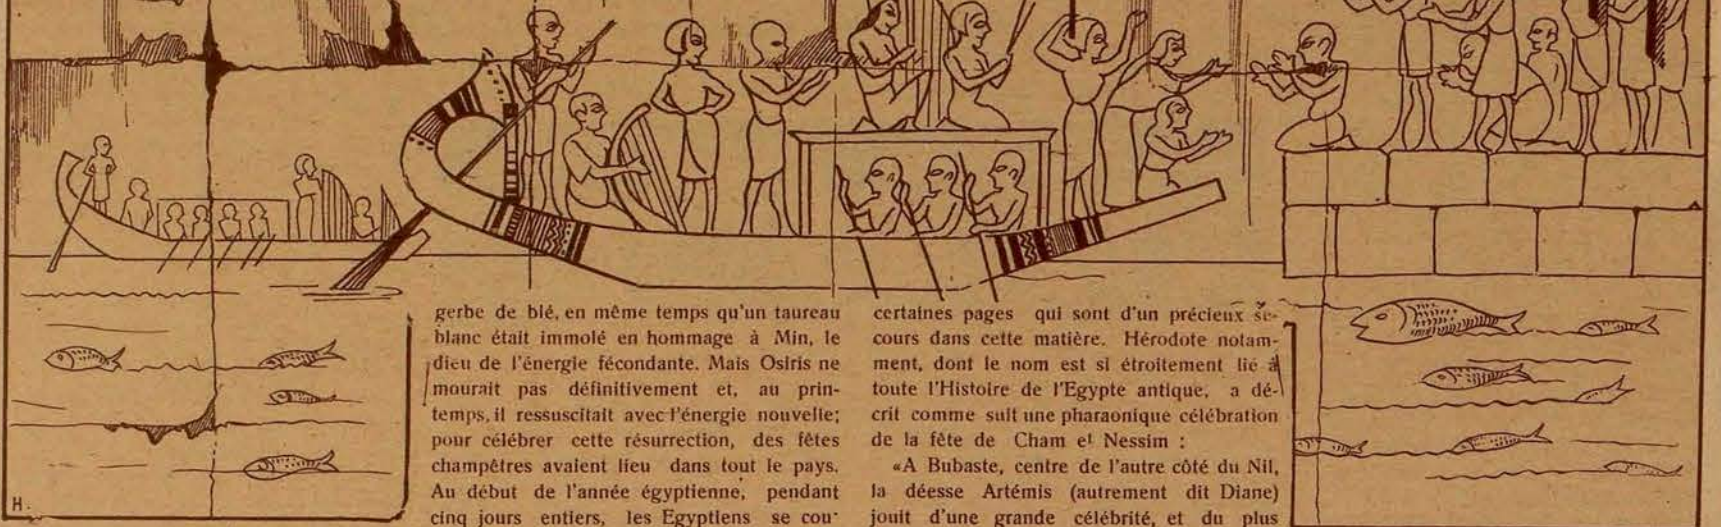 gerbe de blé, en même temps qu'un taureau
blanc était immolé en hommage à Min, le
dieu de l'énergie fécondante. Mais Osiris ne
mourait pas définitivement et, au prin-
temps, il ressuscitait avec l'énergie nouvelle;
pour célébrer cette résurrection, des fêtes
champêtres avaient lieu dans tout le pays.
Au début de l'année égyptienne, pendant
cinq jours entiers, les Egyptiens se cou-
certaines pages qui sont d'un précieux se-
cours dans cette matière. Hérodote notam-
ment, dont le nom est si étroitement lié à
toute l'Histoire de l'Egypte antique, a dé-
crit comme suit une pharaonique célébration
de la fête de Cham el Nessim :
«A Bubaste, centre de l'autre côté du Nil,
la déesse Artémis (autrement dit Diane)
jouit d'une grande célébrité, et du plus
H.